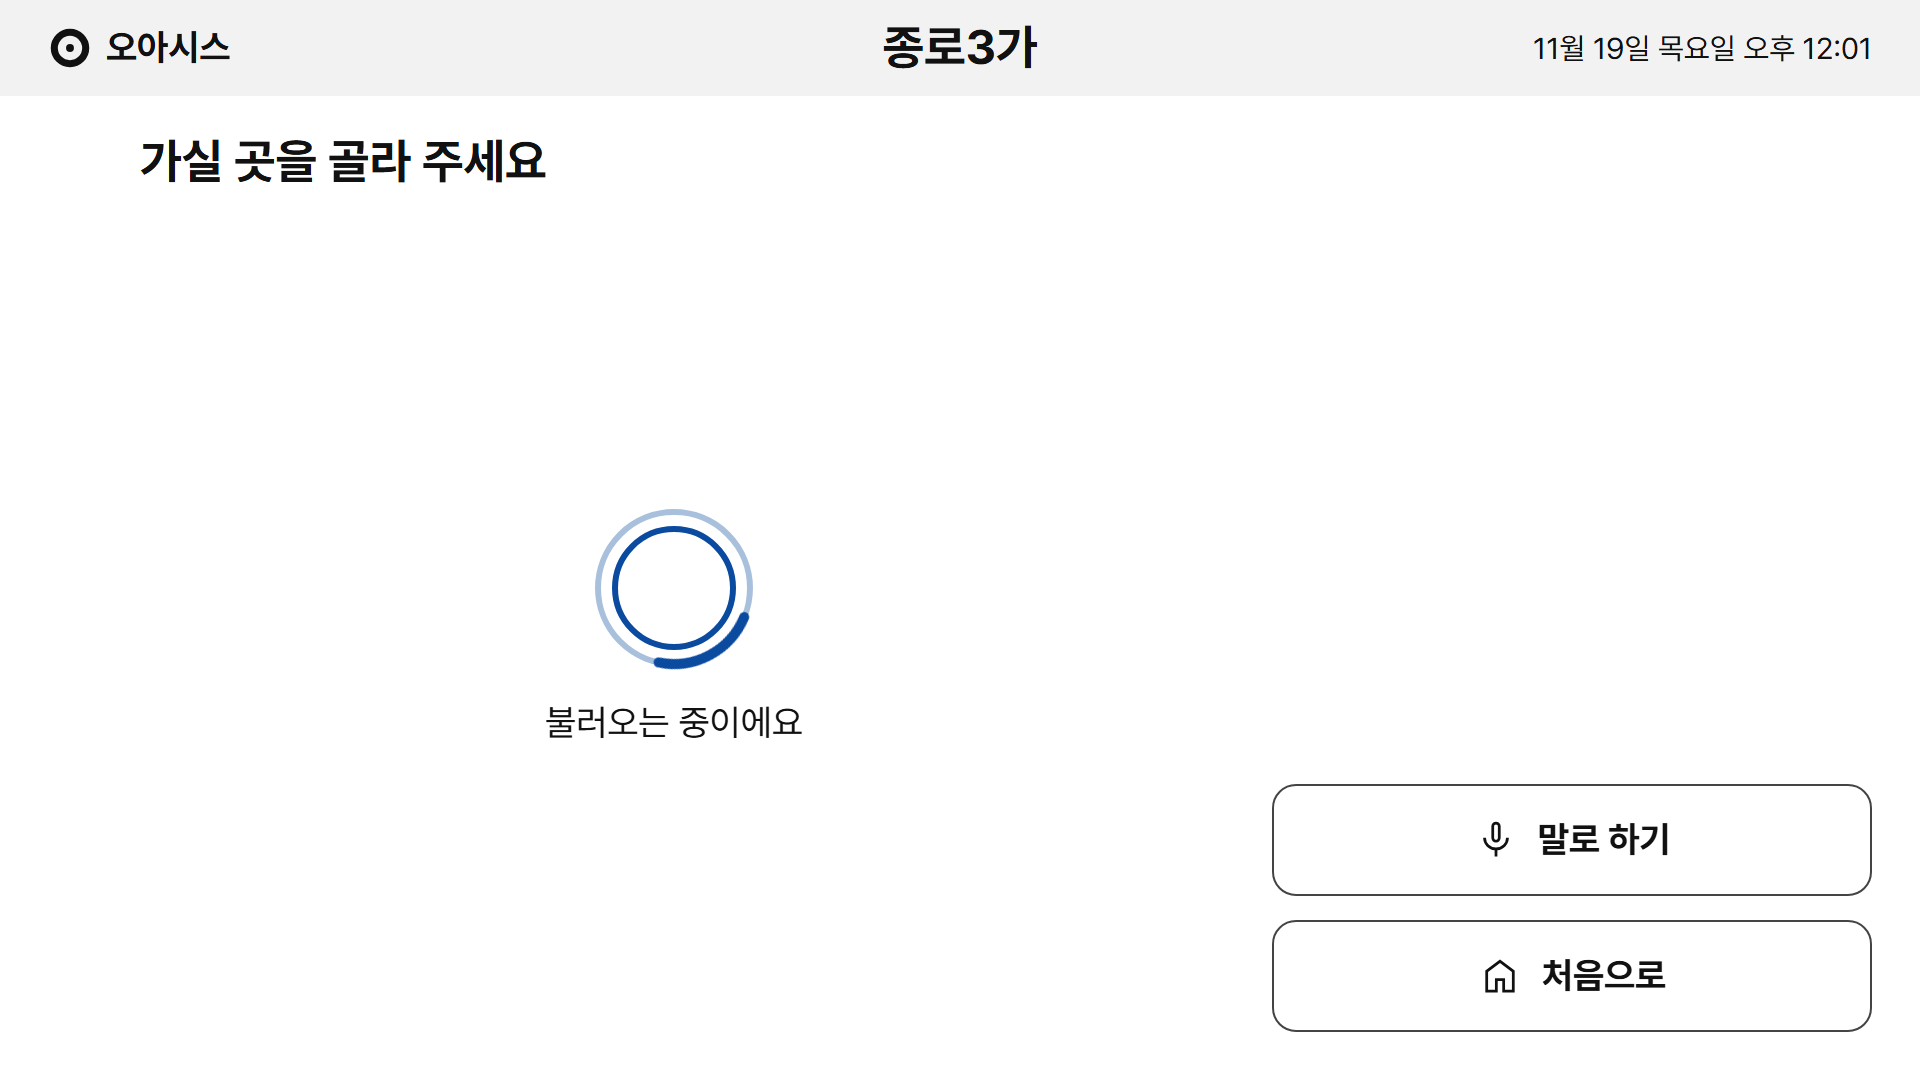 오아시스
종로3가
11월 19일 목요일 오후 12:01
가실 곳을 골라 주세요
불러오는 중이에요
말로 하기
처음으로